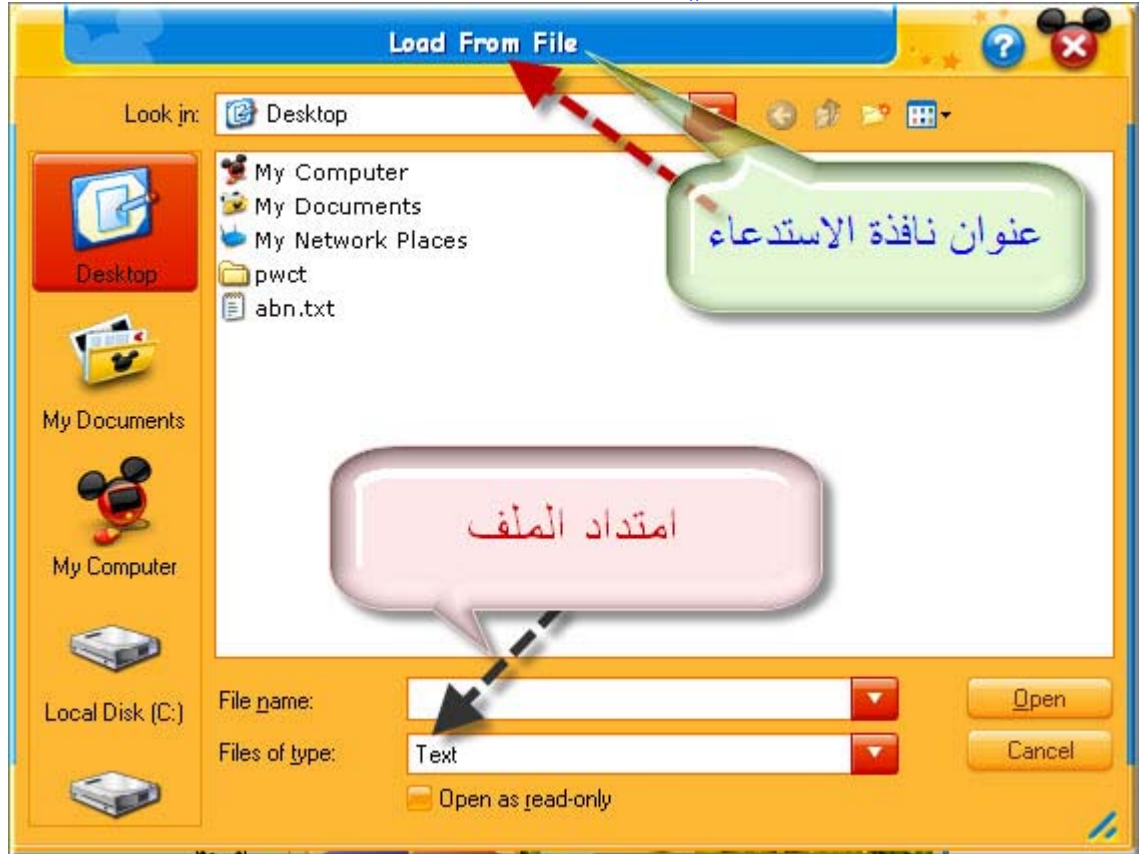 Load From File
Look in:
Desktop
My Computer
My Documents
My Network Places
pwct
abn.txt
عنوان نافذة الاستدعاء
Desktop
My Documents
My Computer
Local Disk (C:)
امتداد الملف
File name:
Open
Files of type:
Text
Cancel
Open as read-only